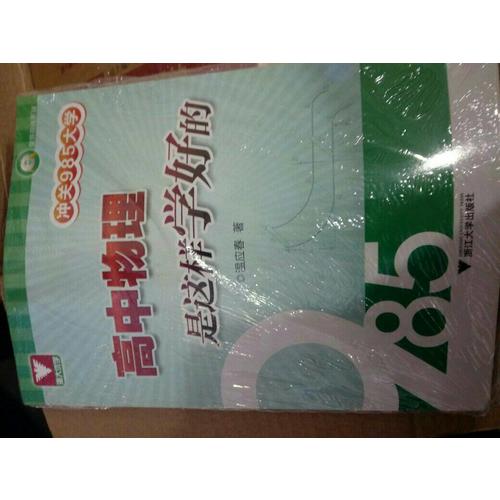 冲关985大学
高中物理
是这样学好的
温应春 著
985
浙江大学出版社